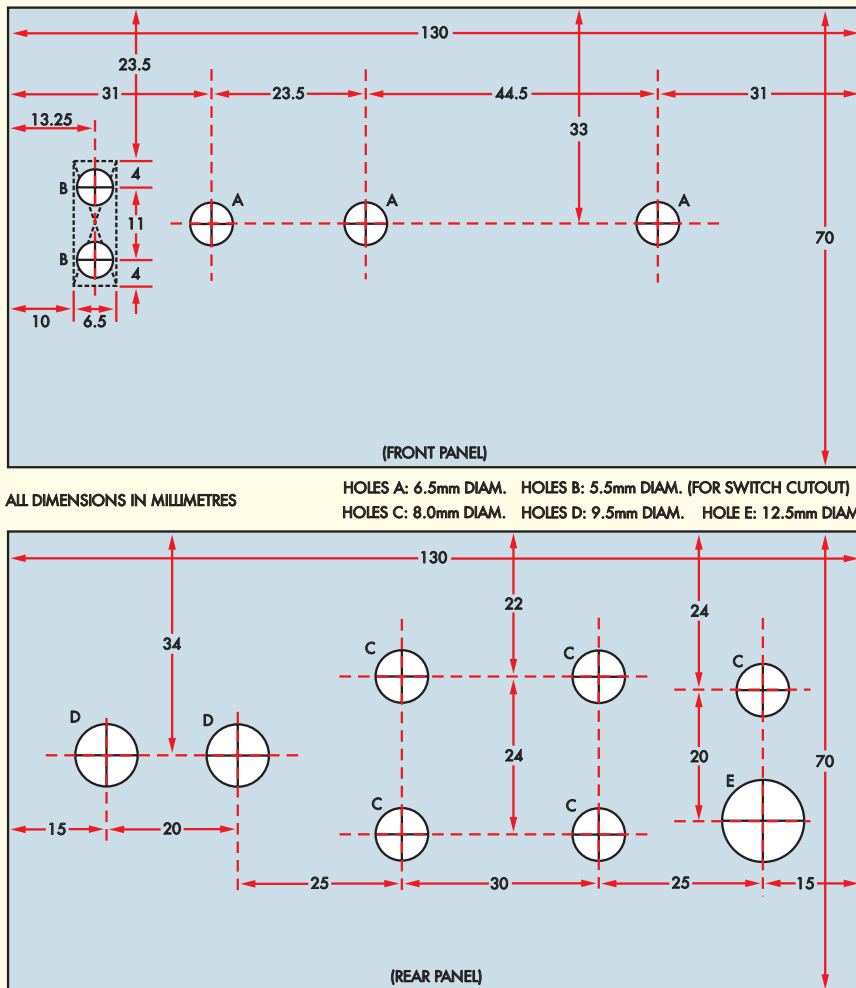 130
23.5
31
23.5
44.5
31
13.25
33
4
B
A
A
A
11
70
B
4
10
6.5
(FRONT PANEL)
ALL DIMENSIONS IN MILLIMETRES
HOLES A: 6.5mm DIAM. HOLES B: 5.5mm DIAM. (FOR SWITCH CUTOUT)
HOLES C: 8.0mm DIAM. HOLES D: 9.5mm DIAM. HOLE E: 12.5mm DIAM
130
22
24
34
C
C
C
D
D
24
20
70
E
C
C
15
20
25
30
25
15
(REAR PANEL)